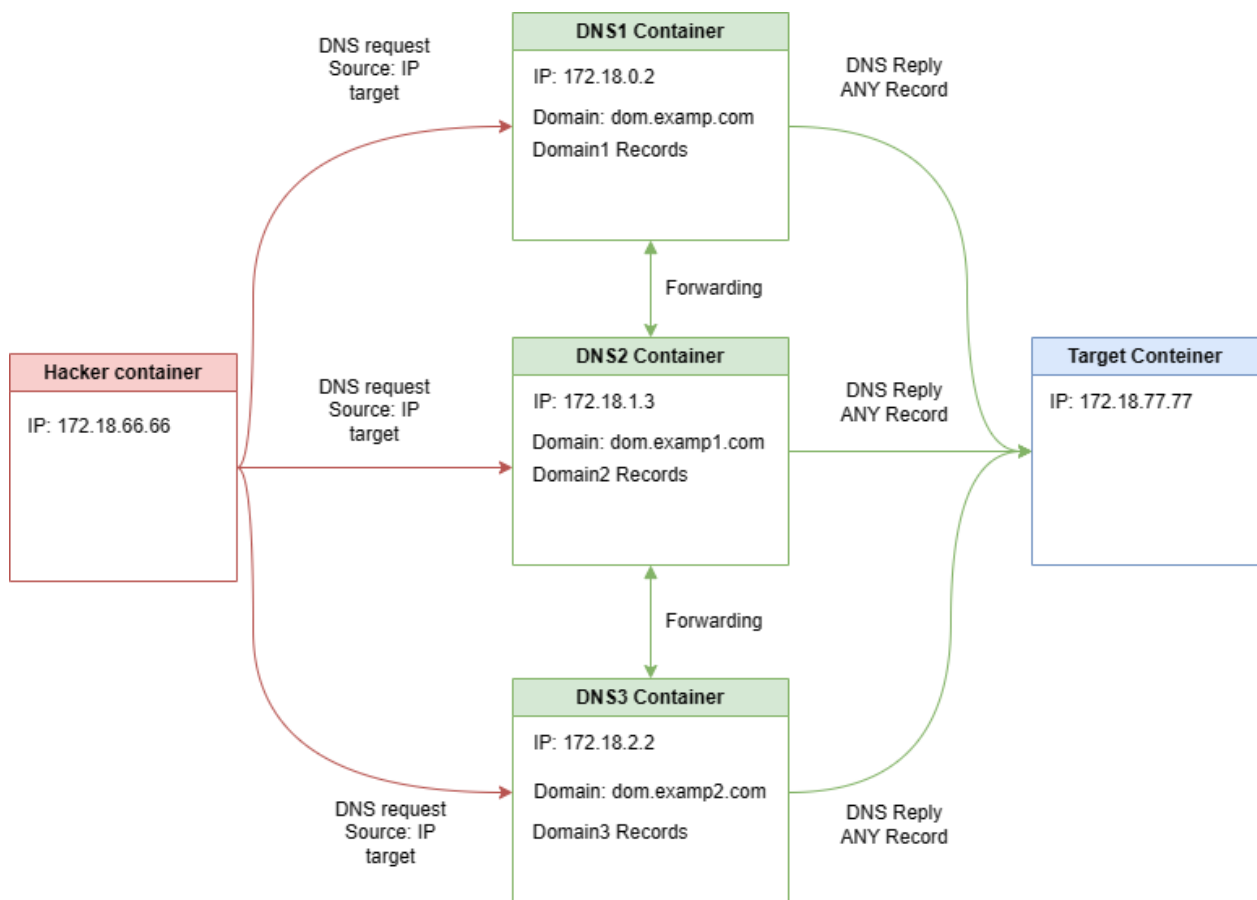 DNS1 Container
DNS request
Source: IP
target
IP: 172.18.0.2
Domain: dom.examp.com
Domain1 Records
DNS Reply
ANY Record
Forwarding
Hacker container
IP: 172.18.66.66
DNS request
Source: IP
target
DNS2 Container
IP: 172.18.1.3
Domain: dom.examp1.com
Domain2 Records
DNS Reply
ANY Record
Target Conteiner
IP: 172.18.77.77
Forwarding
DNS3 Container
IP: 172.18.2.2
Domain: dom.examp2.com
Domain3 Records
DNS request
Source: IP
target
DNS Reply
ANY Record